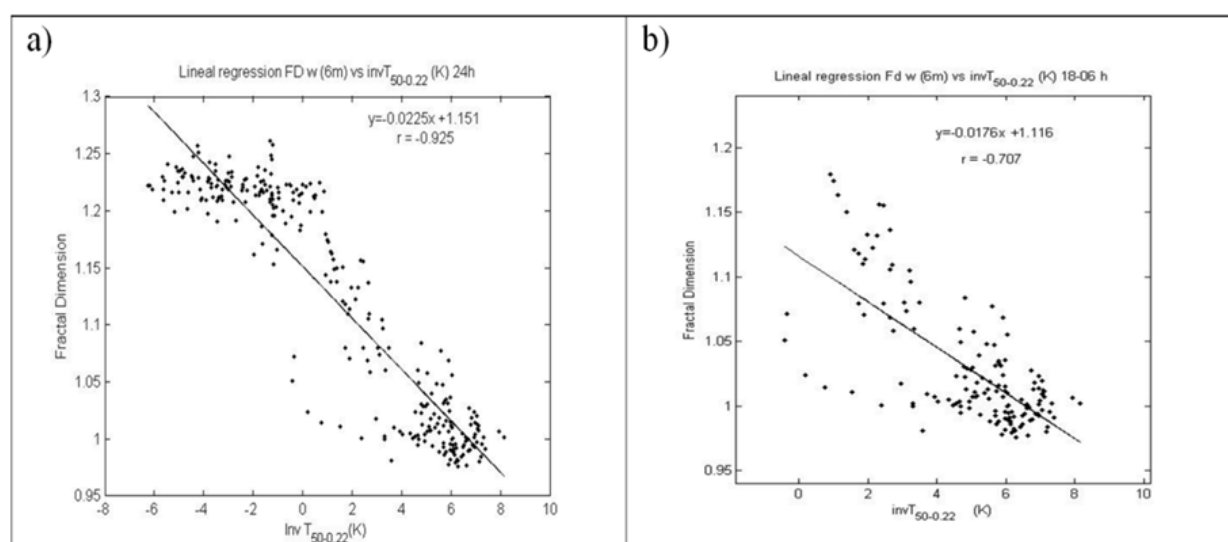 a)
Lineal regression FD w (6m) vs invT50-0.22 (K) 24h
y=-0.0225x +1.151
r = -0.925
1.3
1.25
1.2
1.15
1.1
1.05
1
0.95
Fractal Dimension
-6
-4
-2
0
2
4
6
8
10
Inv T50-0.22(K)
b)
Lineal regression Fd w (6m) vs invT50-0.22 (K) 18-06 h
y=-0.0176x +1.116
r = -0.707
1.2
1.15
1.1
1.05
1
0.95
Fractal Dimension
0
2
4
6
8
10
invT50-0.22 (K)